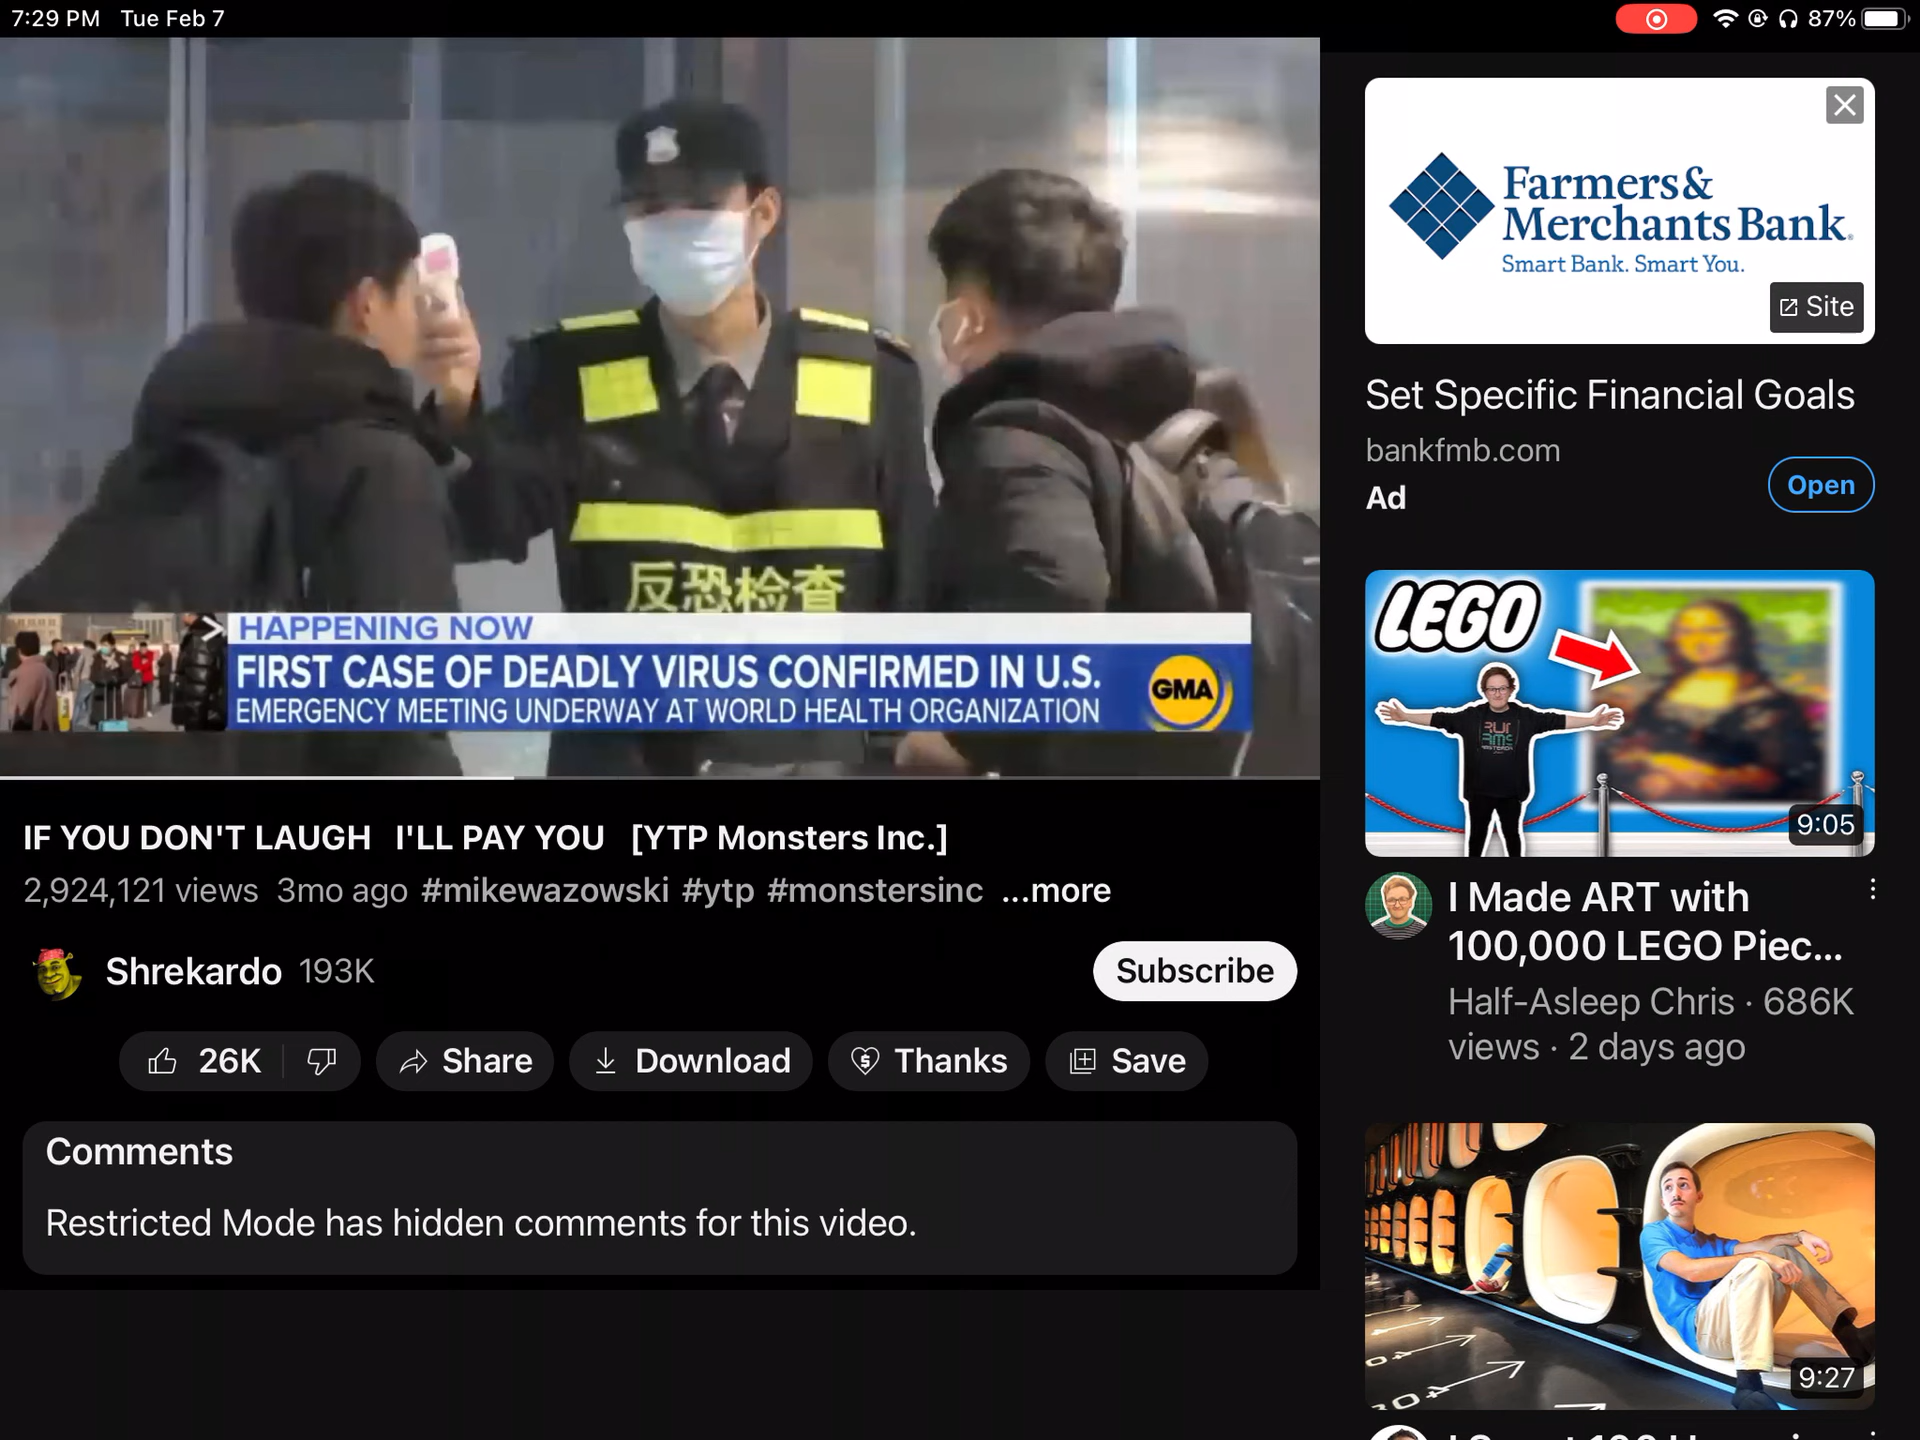 7:29 PM Tue Feb 7
87%
反恐检查
HAPPENING NOW
FIRST CASE OF DEADLY VIRUS CONFIRMED IN U.S.
EMERGENCY MEETING UNDERWAY AT WORLD HEALTH ORGANIZATION
GMA
IF YOU DON'T LAUGH I'LL PAY YOU [YTP Monsters Inc.]
2,924,121 views 3mo ago #mikewazowski #ytp #monstersinc ...more
Shrekardo 193K
Subscribe
26K
Share
Download
Thanks
Save
Comments
Restricted Mode has hidden comments for this video.
Farmers&
Merchants Bank
Smart Bank. Smart You.
Site
Set Specific Financial Goals
bankfmb.com
Ad
Open
LEGO
9:05
I Made ART with
100,000 LEGO Piec...
Half-Asleep Chris · 686K
views · 2 days ago
9:27